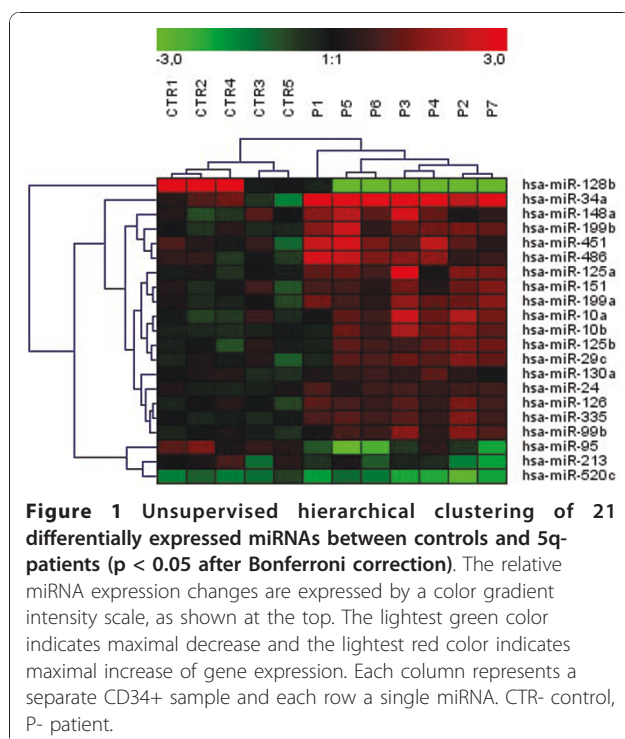 -3,0 1:1 3,0
CTR1 CTR2 CTR4 CTR3 CTR5 P1 P5 P6 P3 P4 P2 P7
hsa-miR-128b
hsa-miR-34a
hsa-miR-148a
hsa-miR-199b
hsa-miR-451
hsa-miR-486
hsa-miR-125a
hsa-miR-151
hsa-miR-199a
hsa-miR-10a
hsa-miR-10b
hsa-miR-125b
hsa-miR-29c
hsa-miR-130a
hsa-miR-24
hsa-miR-126
hsa-miR-335
hsa-miR-99b
hsa-miR-95
hsa-miR-213
hsa-miR-520c
Figure 1 Unsupervised hierarchical clustering of 21
differentially expressed miRNAs between controls and 5q-
patients (p < 0.05 after Bonferroni correction). The relative
miRNA expression changes are expressed by a color gradient
intensity scale, as shown at the top. The lightest green color
indicates maximal decrease and the lightest red color indicates
maximal increase of gene expression. Each column represents a
separate CD34+ sample and each row a single miRNA. CTR- control,
P- patient.